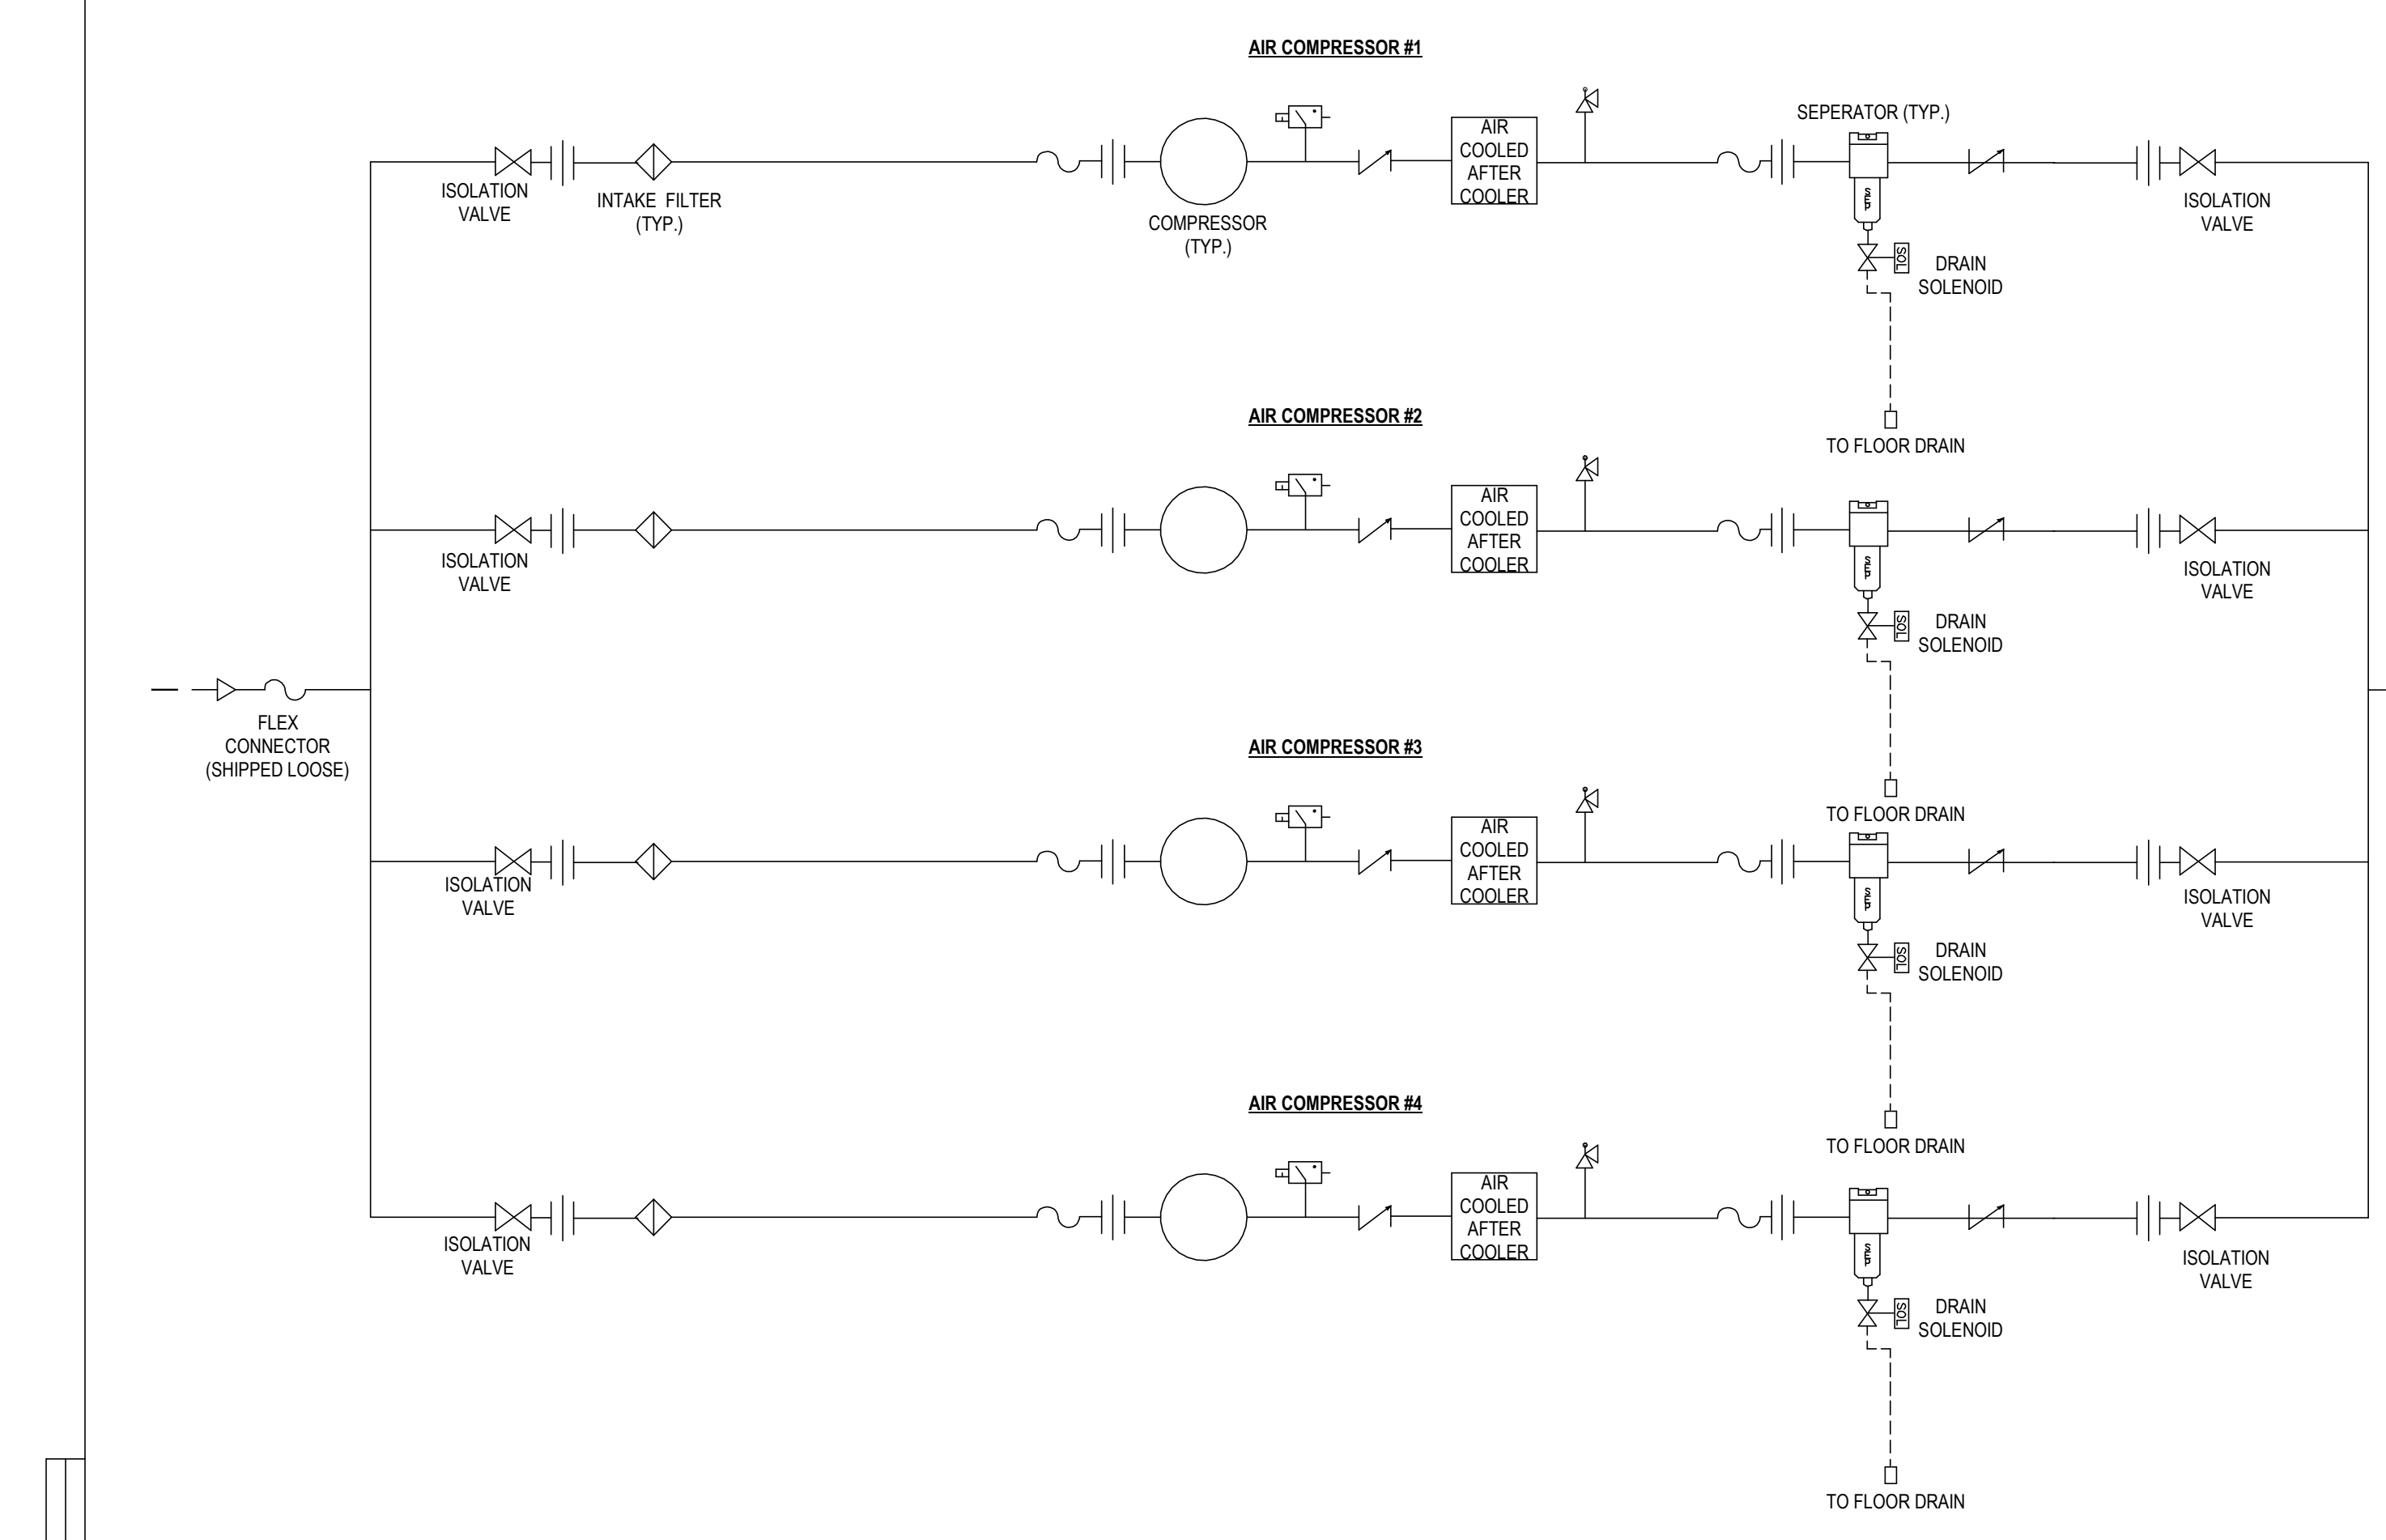 AIR COMPRESSOR #1
SEPERATOR (TYP.)
AIR
COOLED
AFTER
COOLER
ISOLATION
VALVE
INTAKE FILTER
(TYP.)
COMPRESSOR
(TYP.)
SEP
ISOLATION
VALVE
SOL
DRAIN
SOLENOID
TO FLOOR DRAIN
AIR COMPRESSOR #2
AIR
COOLED
AFTER
COOLER
ISOLATION
VALVE
SEP
ISOLATION
VALVE
SOL
DRAIN
SOLENOID
TO FLOOR DRAIN
FLEX
CONNECTOR
(SHIPPED LOOSE)
AIR COMPRESSOR #3
AIR
COOLED
AFTER
COOLER
ISOLATION
VALVE
SEP
ISOLATION
VALVE
SOL
DRAIN
SOLENOID
TO FLOOR DRAIN
AIR COMPRESSOR #4
AIR
COOLED
AFTER
COOLER
ISOLATION
VALVE
SEP
ISOLATION
VALVE
SOL
DRAIN
SOLENOID
TO FLOOR DRAIN